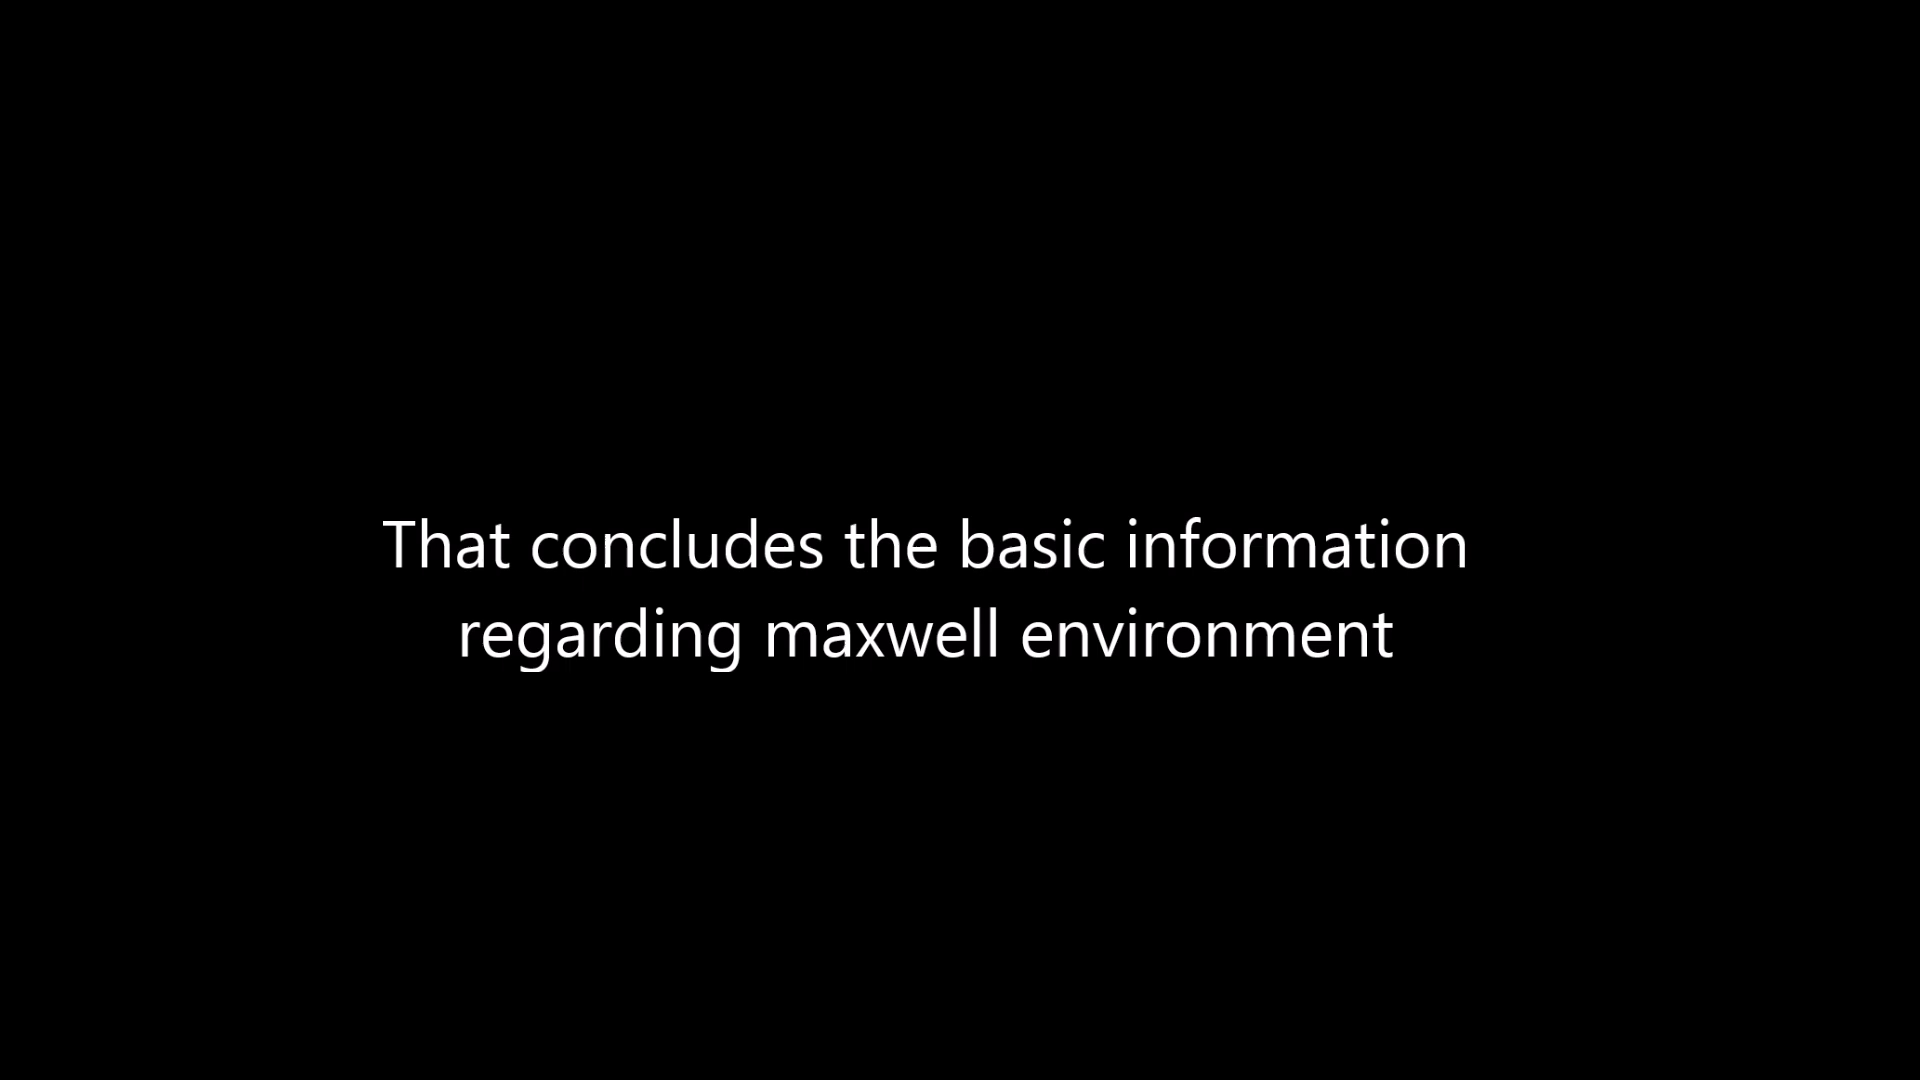 That concludes the basic information
regarding maxwell environment